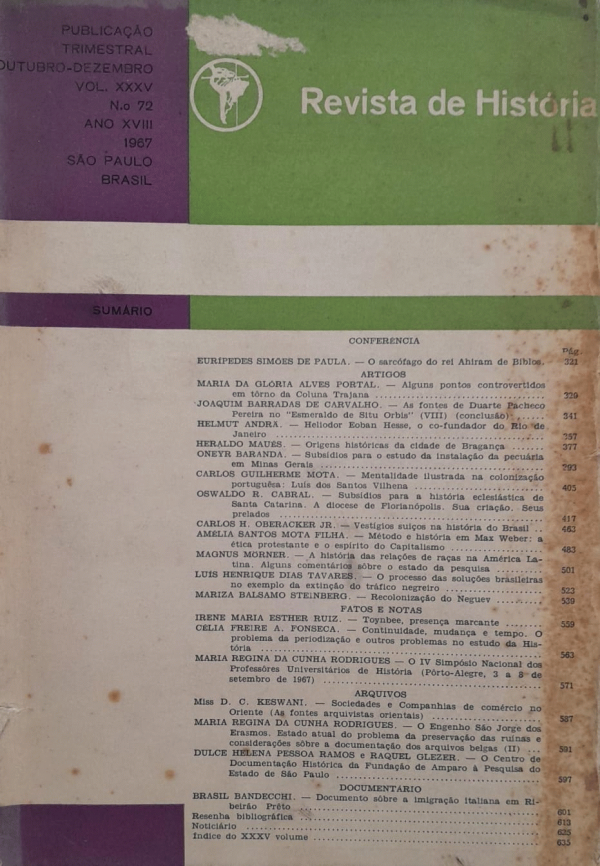 PUBLICAÇÃO
TRIMESTRAL
OUTUBRO-DEZEMBRO
VOL. XXXV
N.o 72
ANO XVIII
1967
SÃO PAULO
BRASIL
Revista de História
SUMÁRIO
CONFERÊNCIA
Pág.
EURÍPEDES SIMÕES DE PAULA. — O sarcófago do rei Ahiram de Biblos. 321
ARTIGOS
MARIA DA GLÓRIA ALVES PORTAL. — Alguns pontos controvertidos
em tôrno da Coluna Trajana ........ 329
JOAQUIM BARRADAS DE CARVALHO. — As fontes de Duarte Pacheco
Pereira no "Esmeraldo de Situ Orbis" (VIII) (conclusão) ...... 341
HELMUT ANDRÄ. — Heliodor Eoban Hesse, o co-fundador do Rio de
Janeiro ........ 357
HERALDO MAUÉS. — Origens históricas da cidade de Bragança ....... 377
ONEYR BARANDA. — Subsídios para o estudo da instalação da pecuária
em Minas Gerais ........ 393
CARLOS GUILHERME MOTA. — Mentalidade ilustrada na colonização
portuguêsa: Luís dos Santos Vilhena ........ 405
OSWALDO R. CABRAL. — Subsídios para a história eclesiástica de
Santa Catarina. A diocese de Florianópolis. Sua criação. Seus
prelados ........ 417
CARLOS H. OBERACKER JR. — Vestígios suiços na história do Brasil .. 463
AMÉLIA SANTOS MOTA FILHA. — Método e história em Max Weber: a
ética protestante e o espírito do Capitalismo ........ 483
MAGNUS MORNER. — A história das relações de raças na América La-
tina. Alguns comentários sôbre o estado da pesquisa ....... 501
LUÍS HENRIQUE DIAS TAVARES. — O processo das soluções brasileiras
no exemplo da extinção do tráfico negreiro ........ 523
MARIZA BALSAMO STEINBERG. — Recolonização do Neguev ....... 539
FATOS E NOTAS
IRENE MARIA ESTHER RUIZ. — Toynbee, presença marcante ....... 559
CÉLIA FREIRE A. FONSECA. — Continuidade, mudança e tempo. O
problema da periodização e outros problemas no estudo da His-
tória ........ 563
MARIA REGINA DA CUNHA RODRIGUES — O IV Simpósio Nacional dos
Professôres Universitários de História (Pôrto-Alegre, 3 a 8 de
setembro de 1967) ........ 571
ARQUIVOS
Miss D. C. KESWANI. — Sociedades e Companhias de comércio no
Oriente (As fontes arquivistas orientais) ........ 587
MARIA REGINA DA CUNHA RODRIGUES. — O Engenho São Jorge dos
Erasmos. Estado atual do problema da preservação das ruínas e
considerações sôbre a documentação dos arquivos belgas (II) ... 591
DULCE HELENA PESSOA RAMOS e RAQUEL GLEZER. — O Centro de
Documentação Histórica da Fundação de Amparo à Pesquisa do
Estado de São Paulo ........ 597
DOCUMENTÁRIO
BRASIL BANDECCHI. — Documento sôbre a imigração italiana em Ri-
beirão Prêto ........ 601
Resenha bibliográfica ........ 613
Noticiário ........ 625
Índice do XXXV volume ........ 635